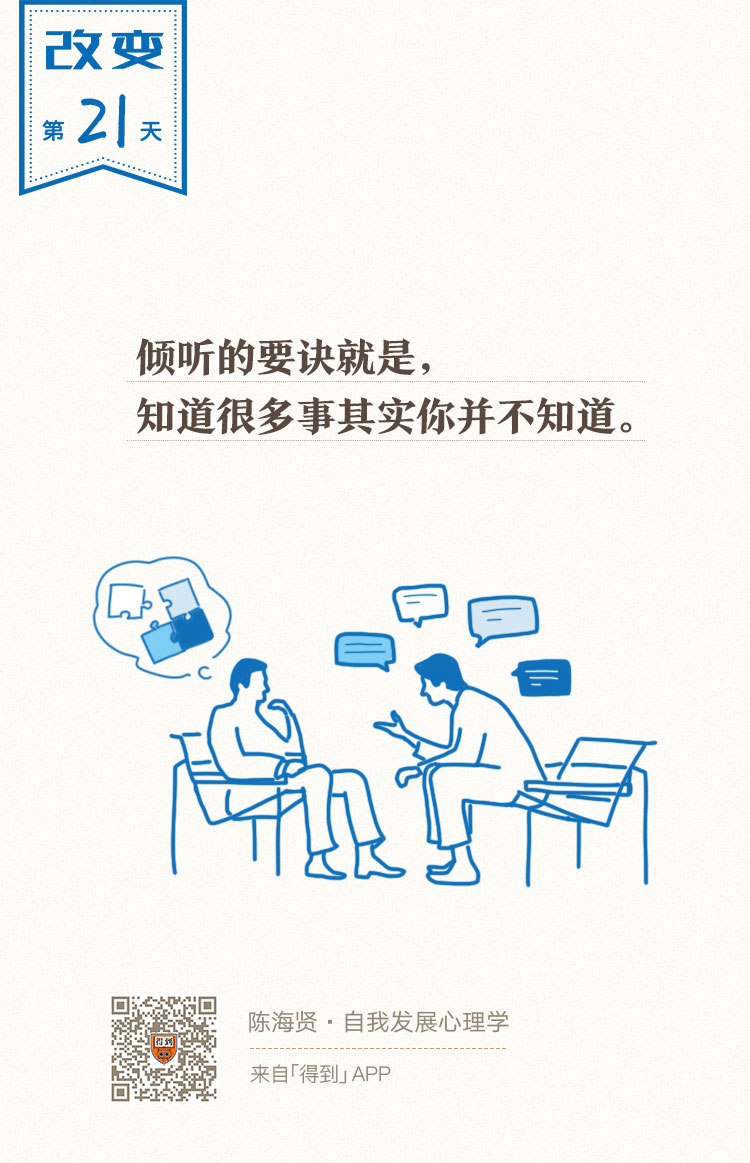 改变
第21天
倾听的要诀就是，
知道很多事其实你并不知道。
得到
陈海贤·自我发展心理学
来自「得到」APP